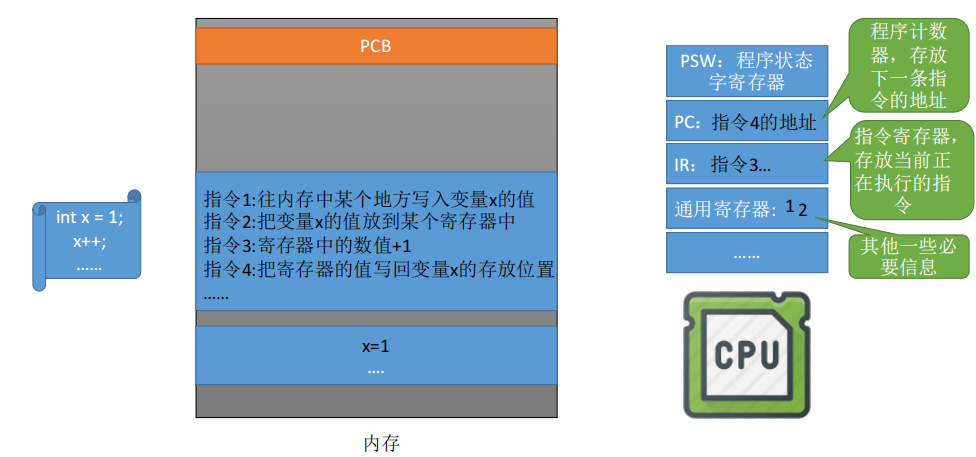 PCB
int x = 1;
x++;
......
指令1:往内存中某个地方写入变量x的值
指令2:把变量x的值放到某个寄存器中
指令3:寄存器中的数值+1
指令4:把寄存器的值写回变量x的存放位置
......
x=1
....
内存
PSW：程序状态
字寄存器
PC：指令4的地址
IR：指令3...
通用寄存器: 1 2
......
程序计数
器，存放
下一条指
令的地址
指令寄存器，
存放当前正
在执行的指
令
其他一些必
要信息
CPU